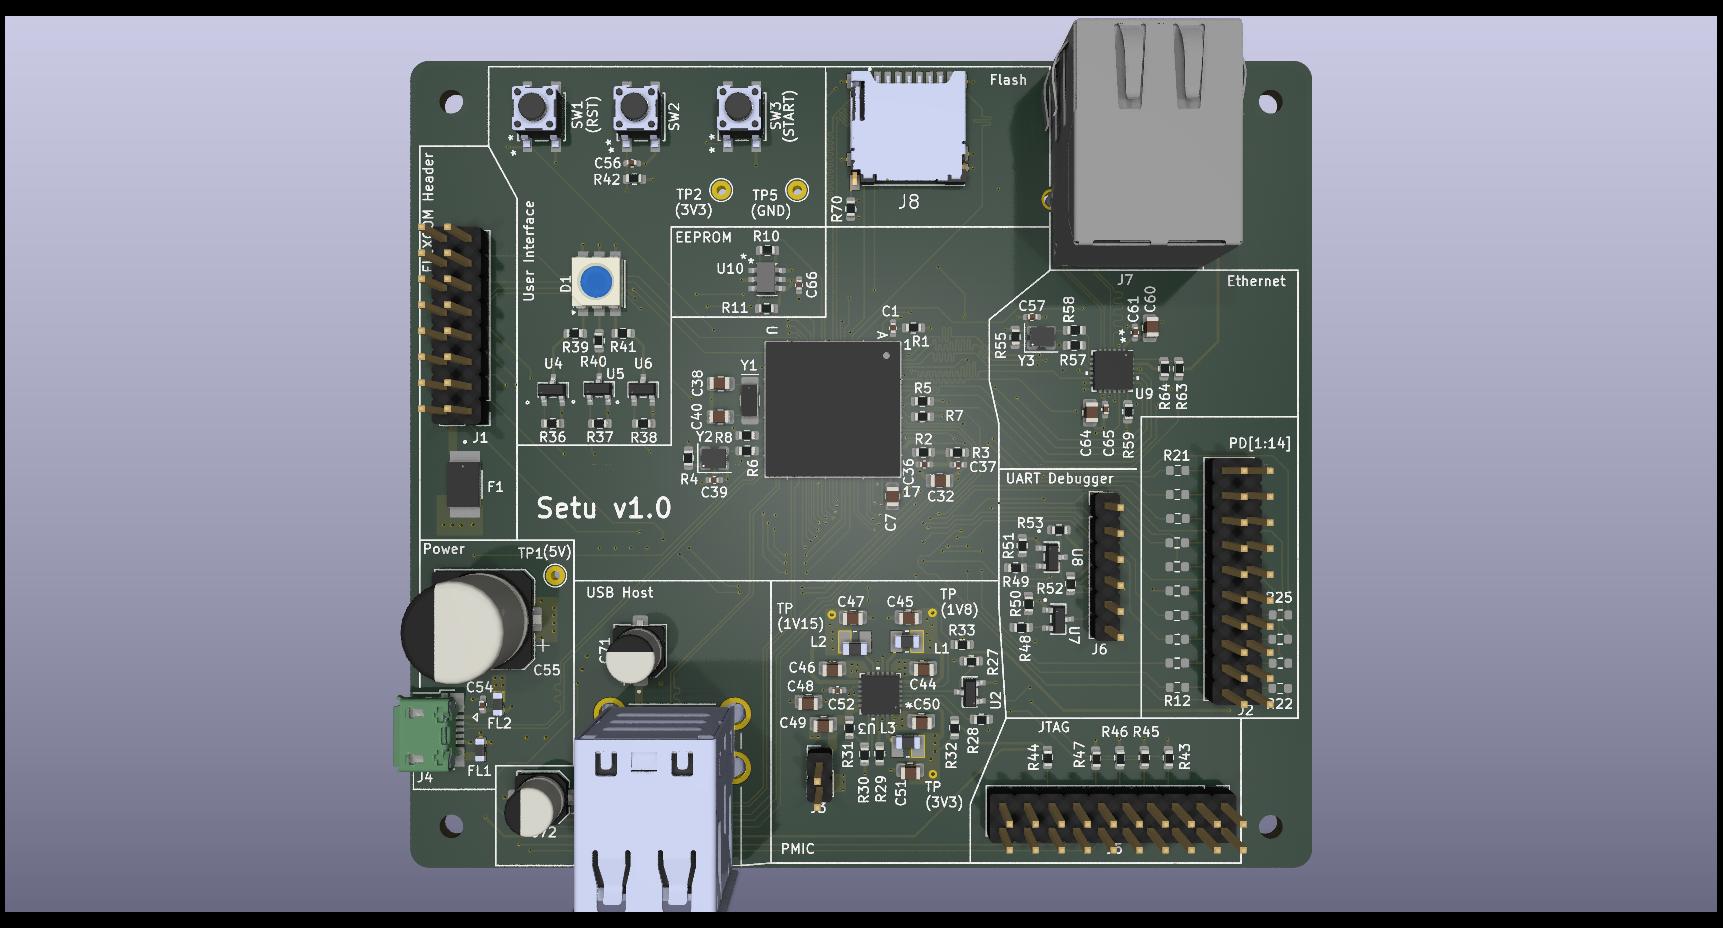 SW1
(RST)
SW2
SW3
(START)
C56
R42
TP2
(3V3)
TP5
(GND)
Flash
R70
J8
User Interface
D1
R39
R40
R41
U4
U5
U6
R36
R37
R38
J1
F1
EEPROM
R10
U10
C66
R11
C1
A
1
R1
U
Y1
C38
C40
Y2
R8
R6
R4
C39
R5
R7
R2
R3
C37
C36
17
C32
C7
Setu v1.0
J7
Ethernet
C57
R58
C61
C60
R55
Y3
R57
U9
R64
R63
C64
C65
R59
PD[1:14]
R21
R12
R22
J2
UART Debugger
R53
R51
U8
R49
R52
R50
U7
R48
J6
Power
TP1(5V)
C55
C54
FL2
FL1
J4
USB Host
C71
TP
(1V15)
C47
C45
TP
(1V8)
L2
L1
R33
R27
C46
C44
C48
C52
C50
C49
U3
L3
U2
R31
R32
R28
R30
R29
C51
TP
(3V3)
J3
PMIC
JTAG
R44
R47
R46
R45
R43